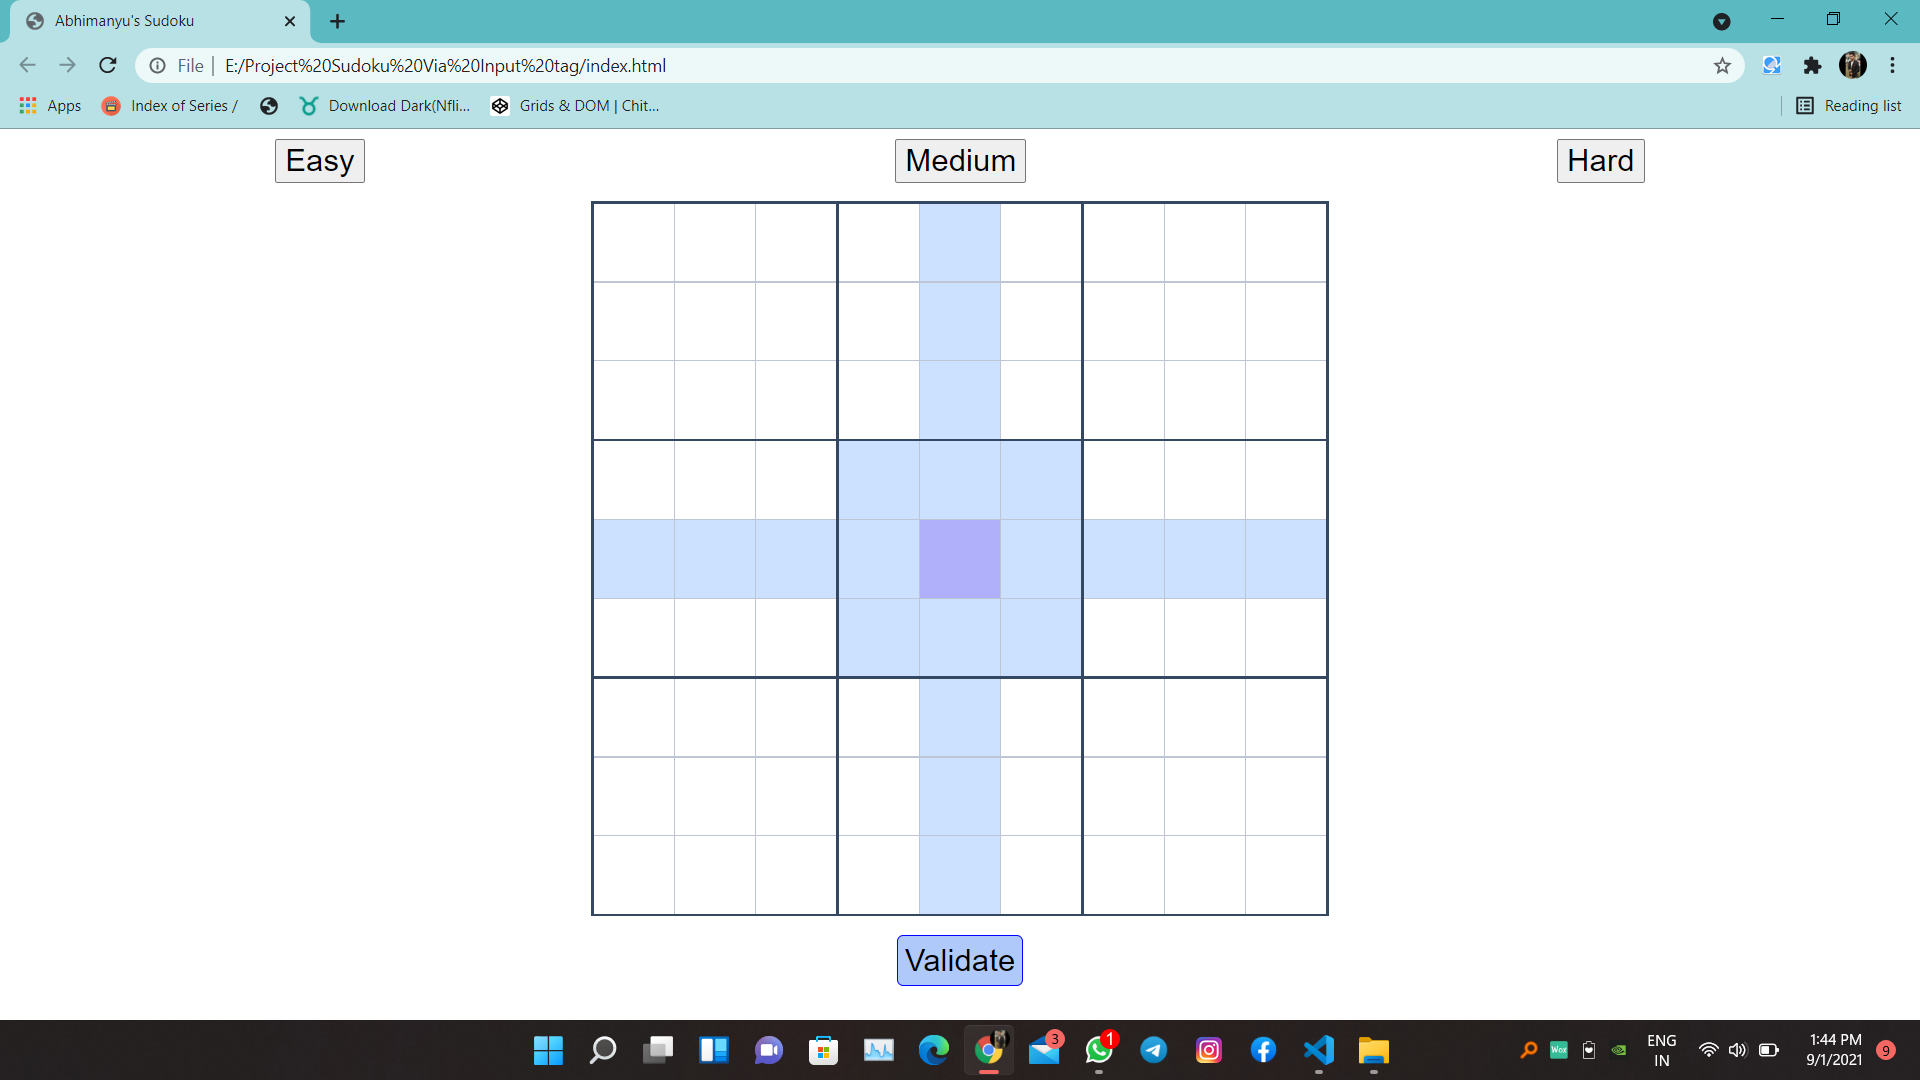 Abhimanyu's Sudoku
File | E:/Project%20Sudoku%20Via%20Input%20tag/index.html
Apps Index of Series / Download Dark(Nfli... Grids & DOM | Chit... Reading list
Easy Medium Hard
Validate
3 1 Wox ENG 1:44 PM 9
IN 9/1/2021